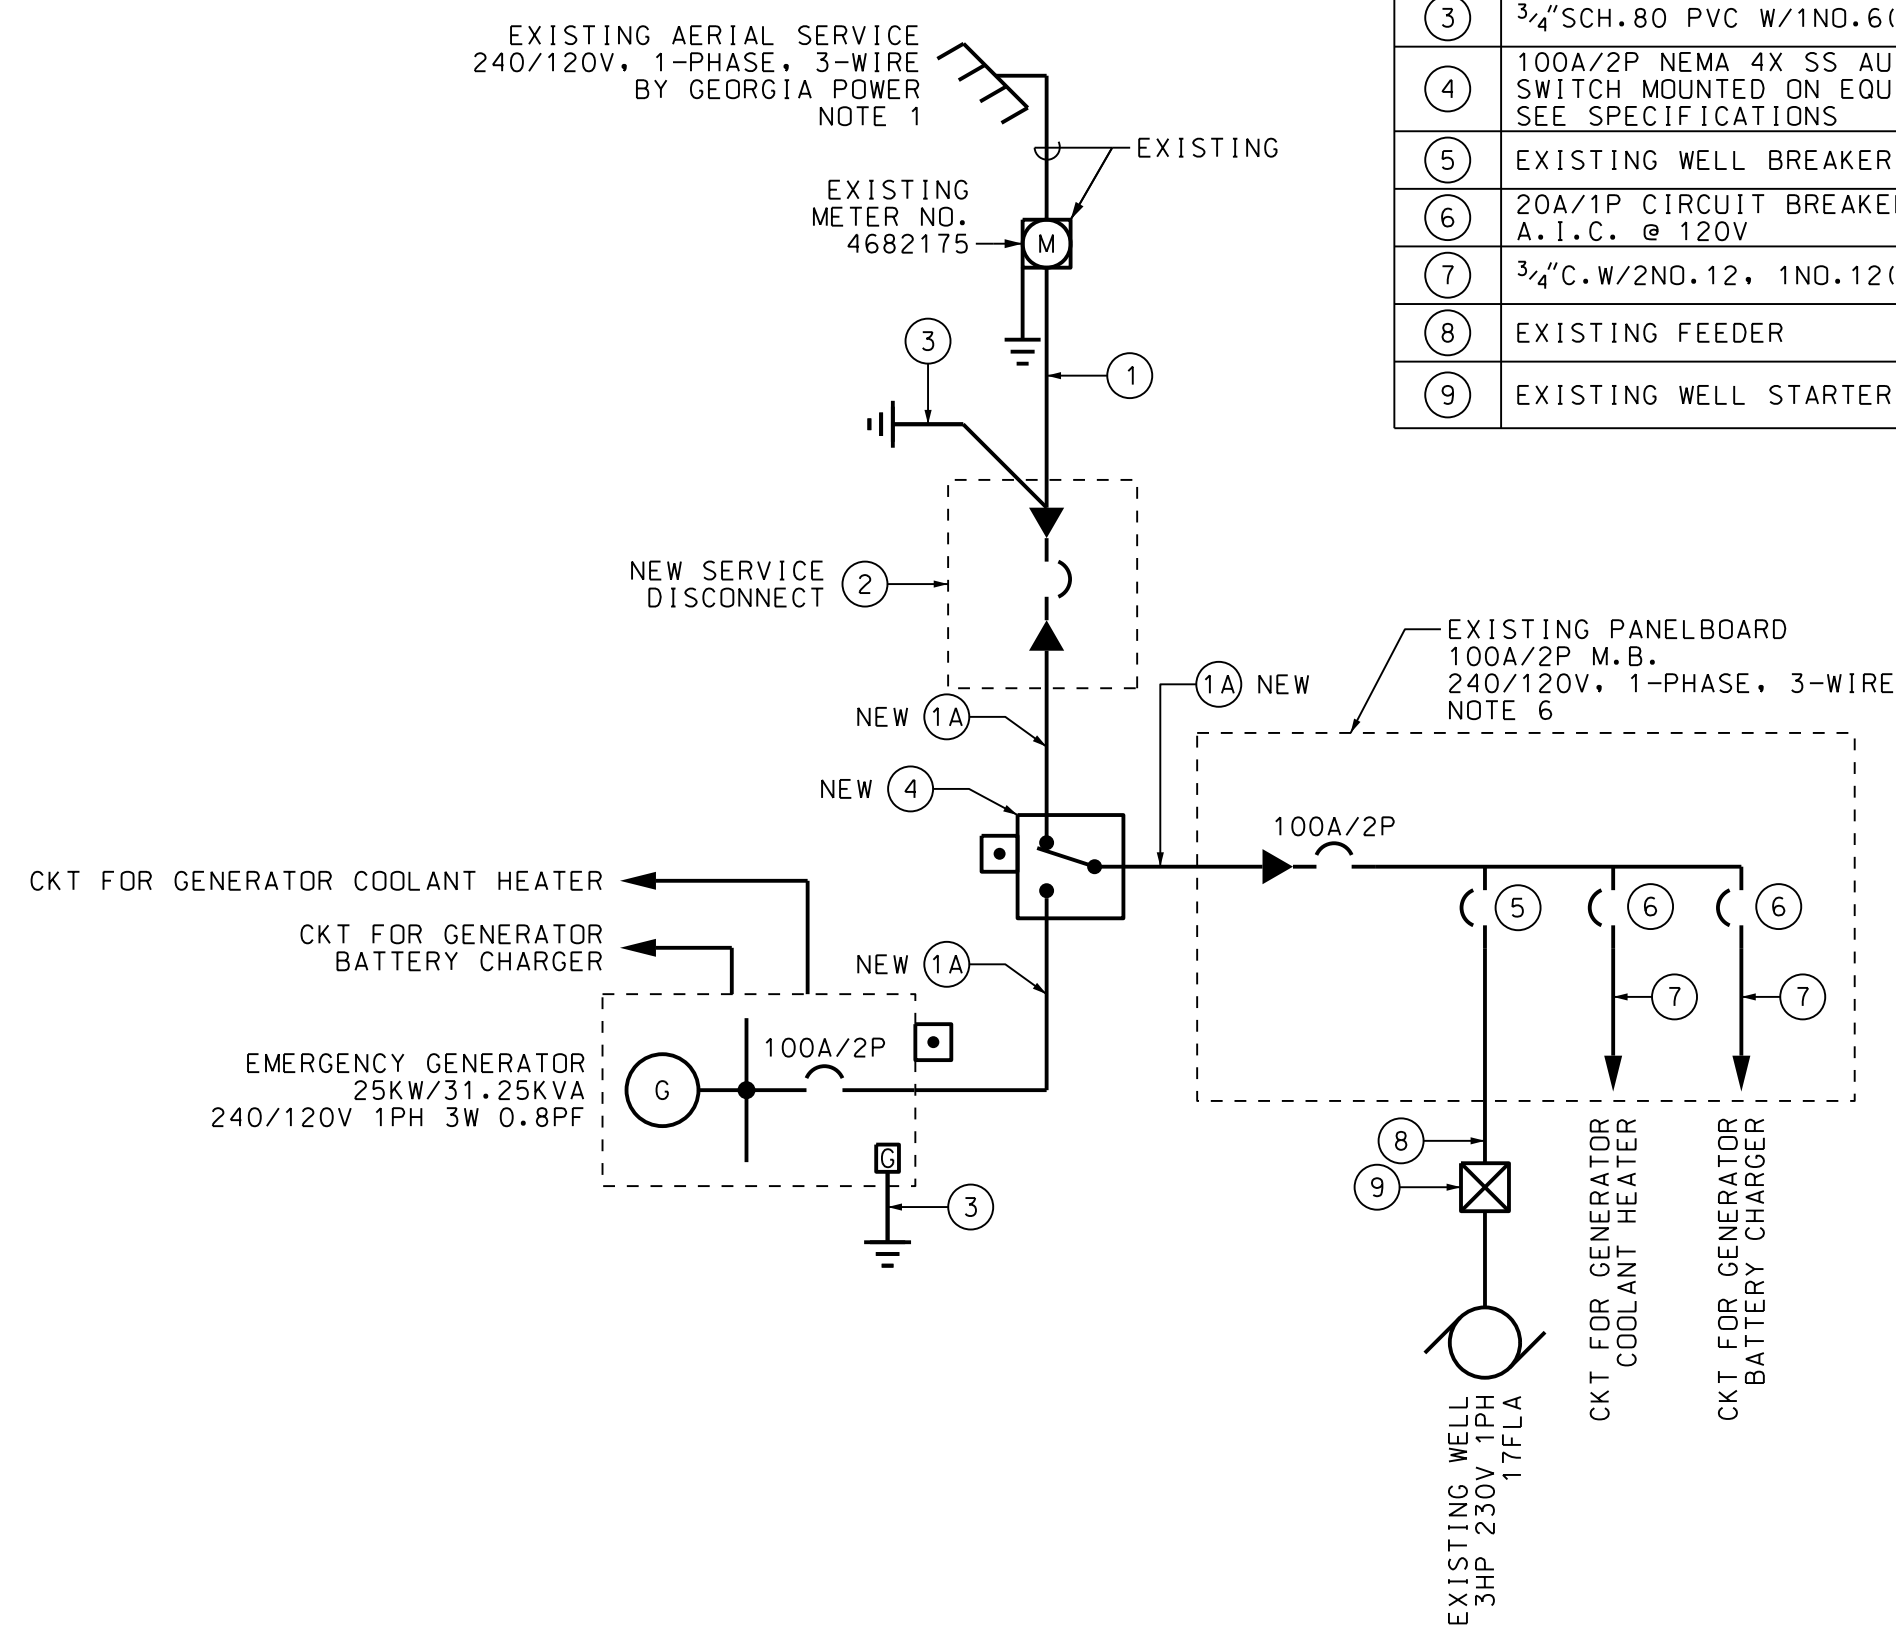 EXISTING AERIAL SERVICE
240/120V, 1-PHASE, 3-WIRE
BY GEORGIA POWER
NOTE 1
EXISTING
EXISTING
METER NO.
4682175
M
3
1
NEW SERVICE
DISCONNECT
2
NEW 1A
1A NEW
NEW 4
EXISTING PANELBOARD
100A/2P M.B.
240/120V, 1-PHASE, 3-WIRE
NOTE 6
100A/2P
5
6
6
7
7
CKT FOR GENERATOR COOLANT HEATER
CKT FOR GENERATOR
BATTERY CHARGER
NEW 1A
100A/2P
EMERGENCY GENERATOR
25KW/31.25KVA
240/120V 1PH 3W 0.8PF
G
G
3
8
9
EXISTING WELL
3HP 230V 1PH
17FLA
CKT FOR GENERATOR
COOLANT HEATER
CKT FOR GENERATOR
BATTERY CHARGER
3 3/4"SCH.80 PVC W/1NO.6(
4 100A/2P NEMA 4X SS AU
SWITCH MOUNTED ON EQU
SEE SPECIFICATIONS
5 EXISTING WELL BREAKER
6 20A/1P CIRCUIT BREAKE
A.I.C. @ 120V
7 3/4"C.W/2NO.12, 1NO.12(
8 EXISTING FEEDER
9 EXISTING WELL STARTER